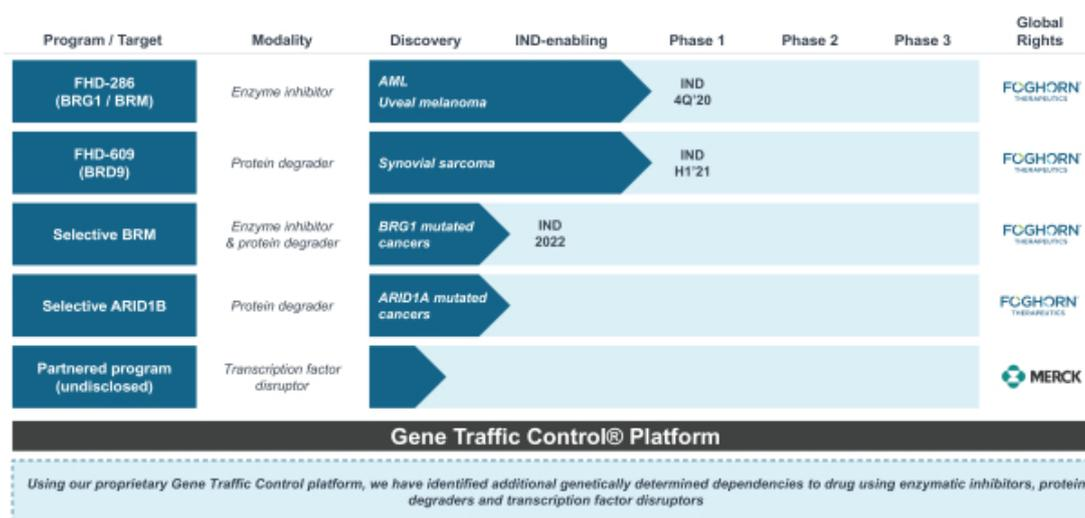 Program / Target Modality Discovery IND-enabling Phase 1 Phase 2 Phase 3 Global Rights
FHD-286
(BRG1 / BRM)
Enzyme inhibitor
AML
Uveal melanoma
IND
4Q'20
FOGHORN
THERAPEUTICS
FHD-609
(BRD9)
Protein degrader
Synovial sarcoma
IND
H1'21
FOGHORN
THERAPEUTICS
Selective BRM
Enzyme inhibitor
& protein degrader
BRG1 mutated
cancers
IND
2022
FOGHORN
THERAPEUTICS
Selective ARID1B
Protein degrader
ARID1A mutated
cancers
FOGHORN
THERAPEUTICS
Partnered program
(undisclosed)
Transcription factor
disruptor
MERCK
Gene Traffic Control® Platform
Using our proprietary Gene Traffic Control platform, we have identified additional genetically determined dependencies to drug using enzymatic inhibitors, protein
degraders and transcription factor disruptors